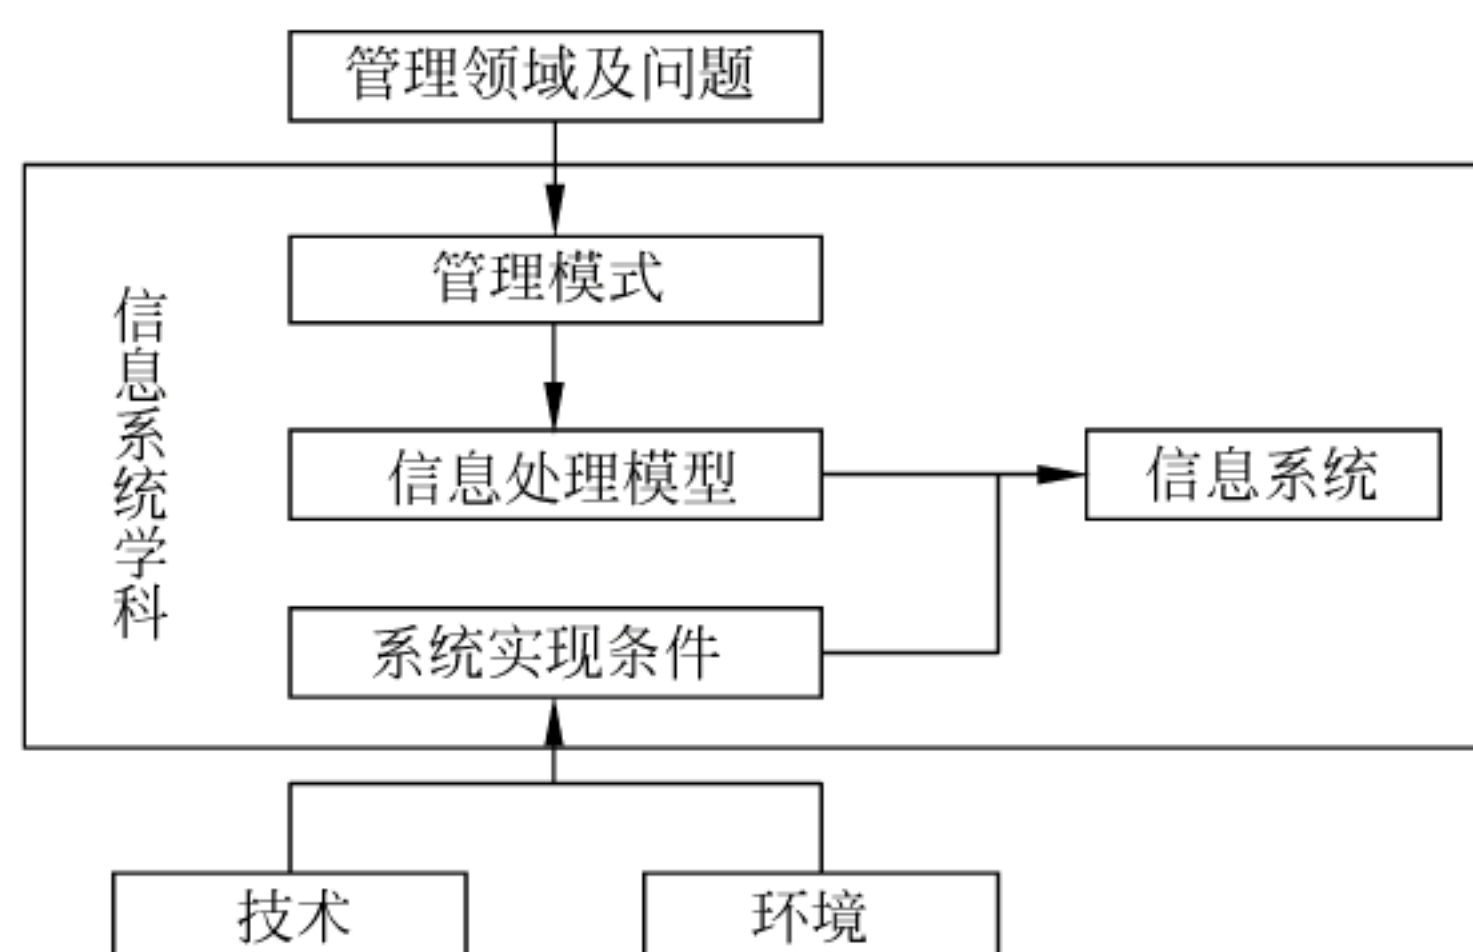 管理领域及问题
管理模式
信息系统学科
信息处理模型
信息系统
系统实现条件
技术
环境